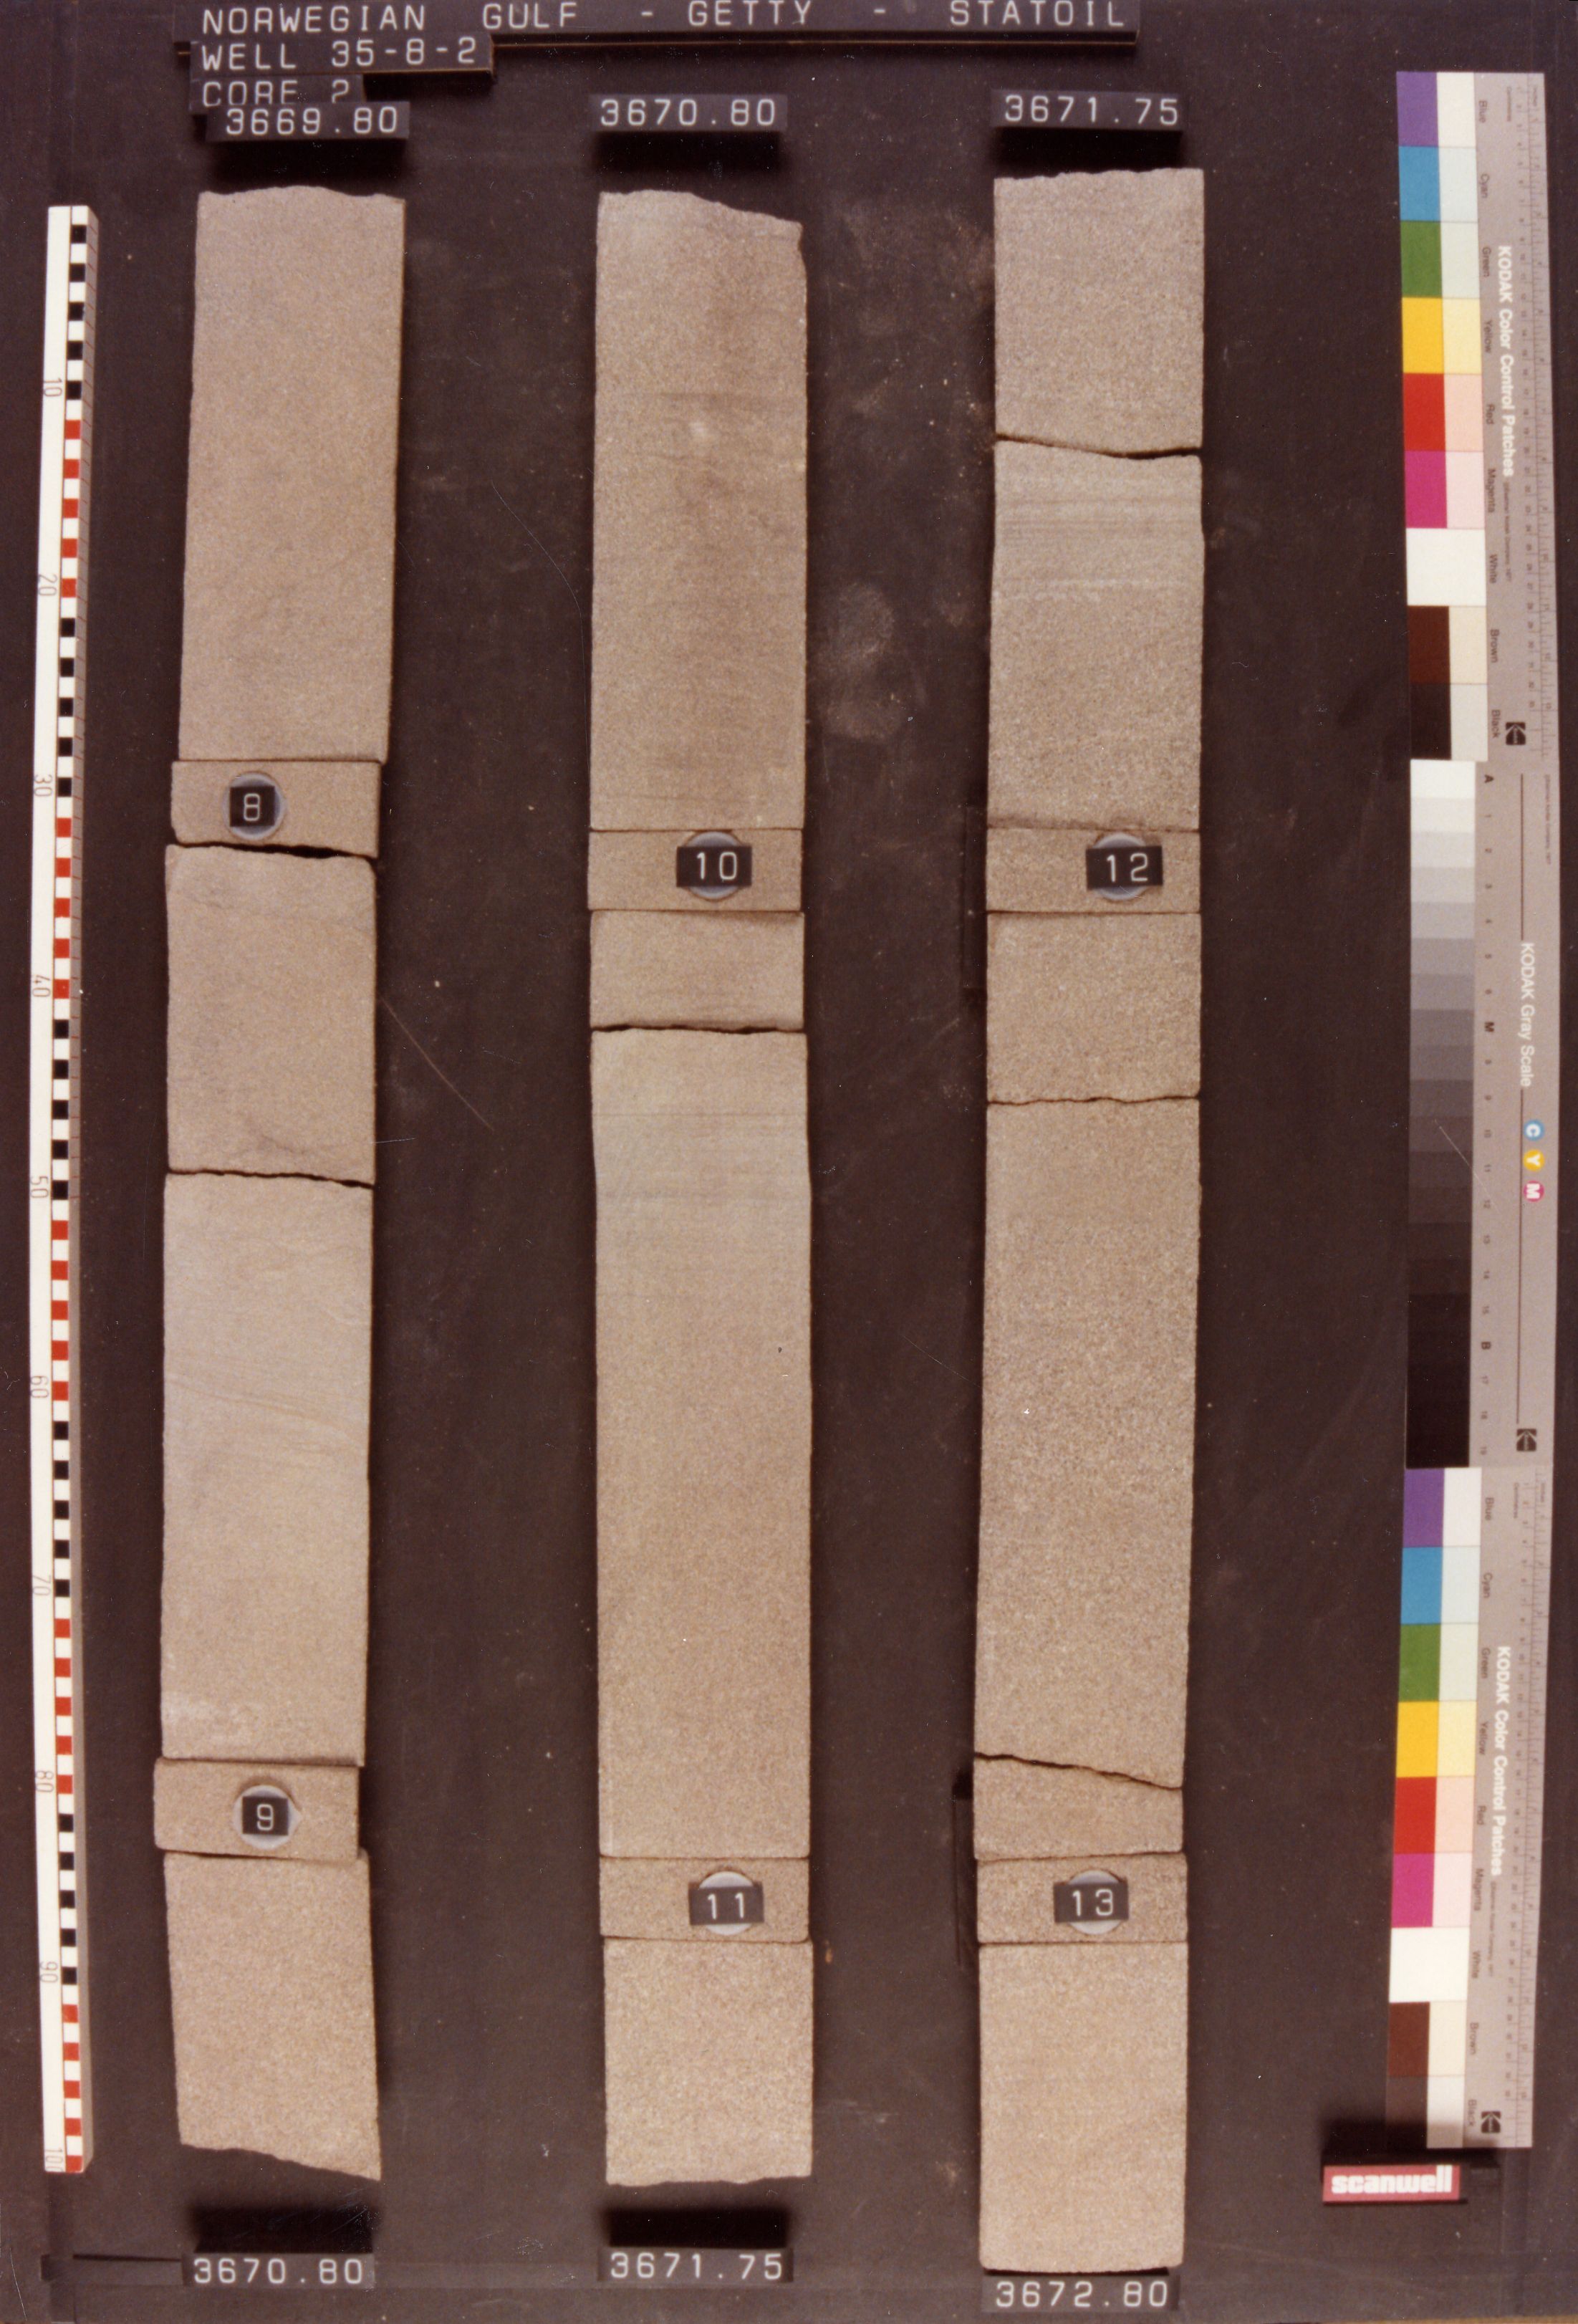 NORWEGIAN GULF - GETTY - STATOIL
WELL 35-8-2
CORE 2
3669.80
3670.80
3671.75
10
20
30
40
50
60
70
80
90
8
9
10
11
12
13
3670.80
3671.75
3672.80
Blue
Cyan
Green
Yellow
Red
Magenta
White
Brown
Black
KODAK Color Control Patches
A
1
2
3
4
5
6
M
8
9
10
11
12
13
14
15
B
17
18
19
KODAK Gray Scale
C Y M
Blue
Cyan
Green
Yellow
Red
Magenta
White
Brown
Black
KODAK Color Control Patches
scanwell